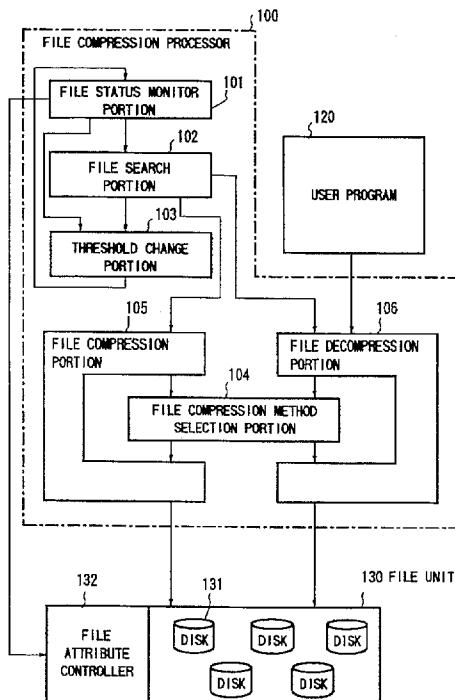 100
FILE COMPRESSION PROCESSOR
FILE STATUS MONITOR
PORTION
101
102
FILE SEARCH
PORTION
103
THRESHOLD CHANGE
PORTION
120
USER PROGRAM
105
FILE COMPRESSION
PORTION
106
FILE DECOMPRESSION
PORTION
104
FILE COMPRESSION METHOD
SELECTION PORTION
132
FILE
ATTRIBUTE
CONTROLLER
131
130 FILE UNIT
DISK
DISK
DISK
DISK
DISK